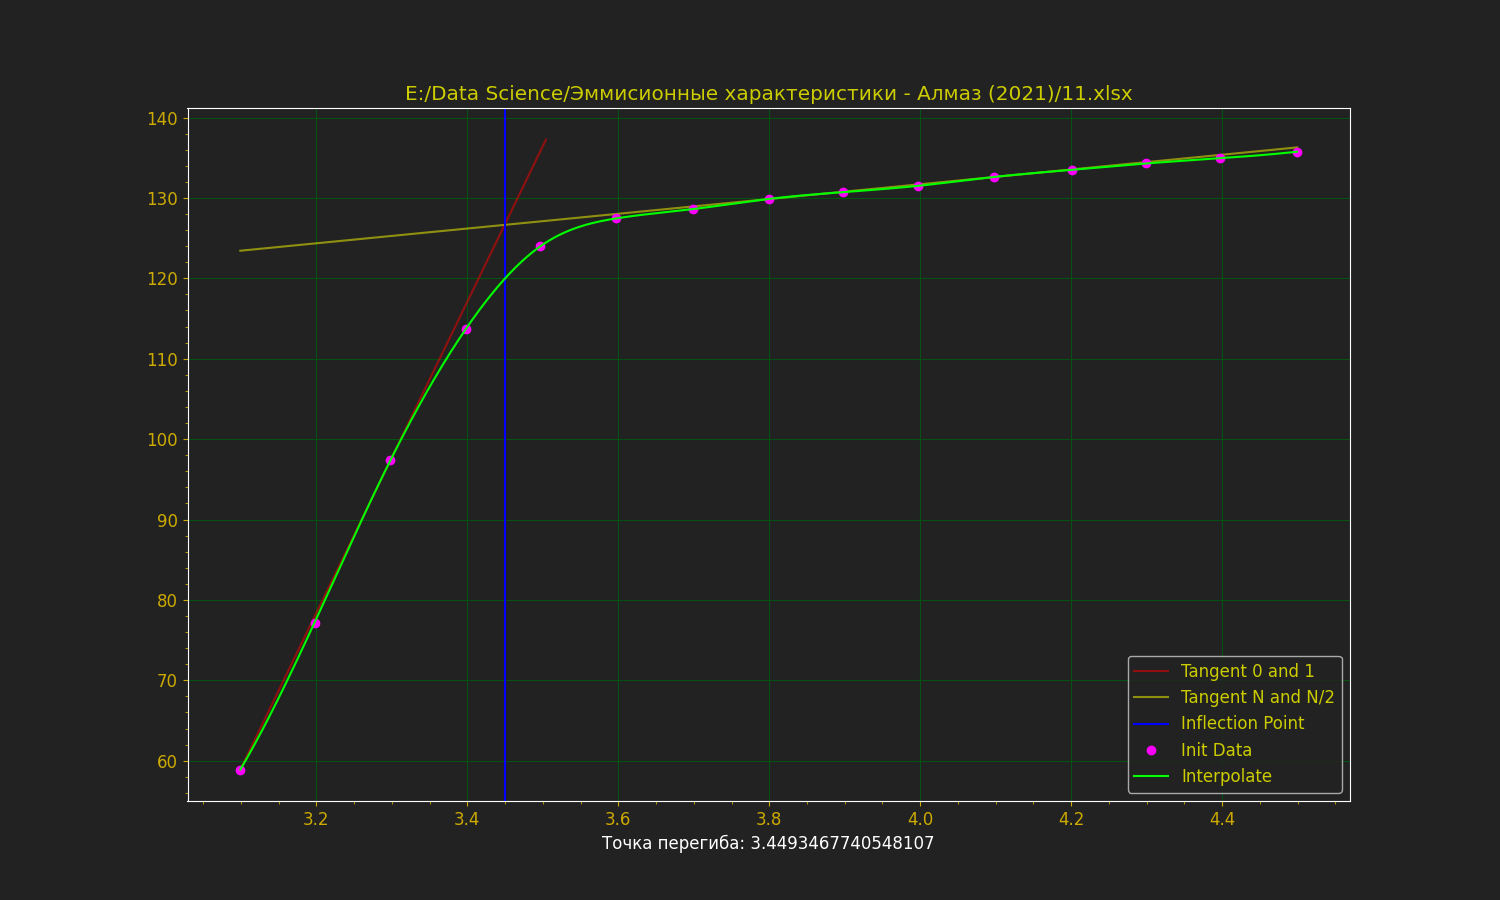 E:/Data Science/Эммисионные характеристики - Алмаз (2021)/11.xlsx
140
130
120
110
100
90
80
70
60
Tangent 0 and 1
Tangent N and N/2
Inflection Point
Init Data
Interpolate
3.2 3.4 3.6 3.8 4.0 4.2 4.4
Точка перегиба: 3.4493467740548107